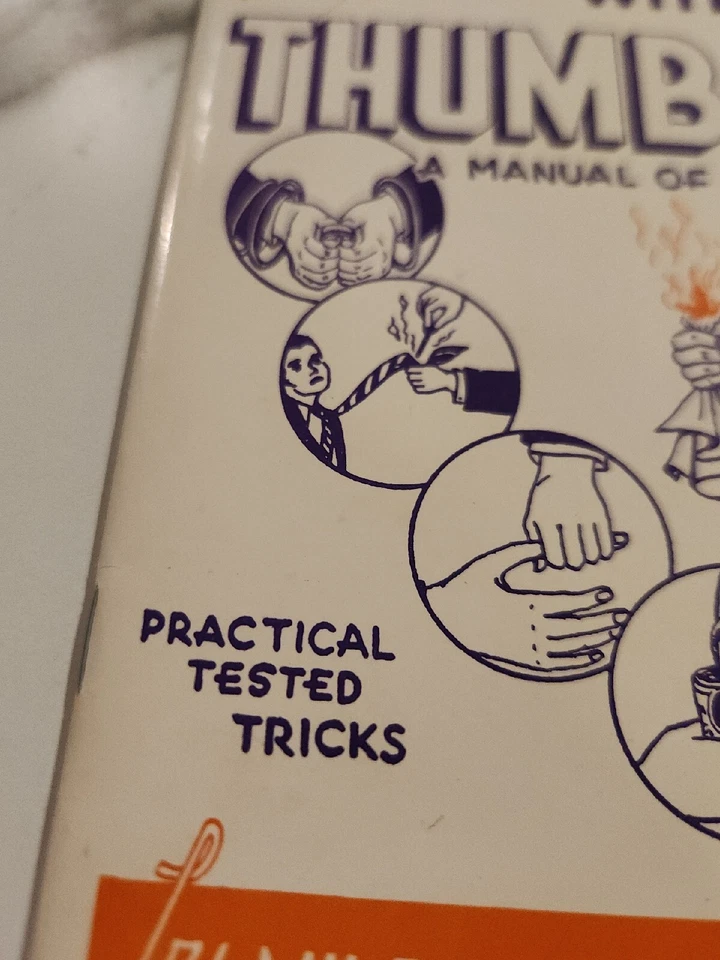 THUMB
A MANUAL OF
PRACTICAL
TESTED
TRICKS